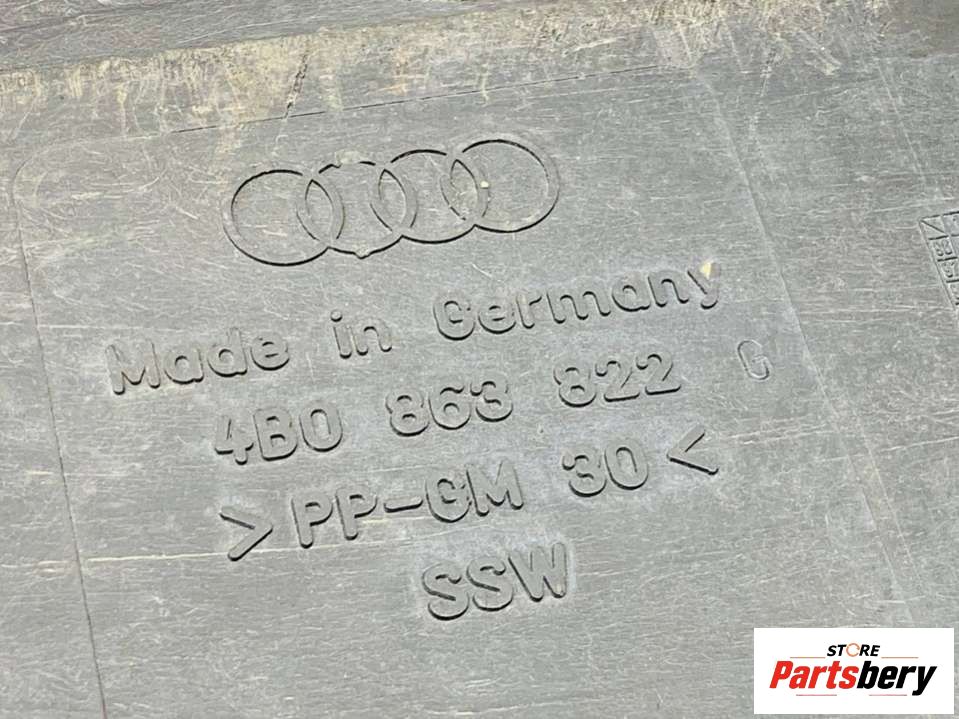 Made in Germany
4B0 863 822 G
>PP-GM 30<
SSW
STORE
Partsbery